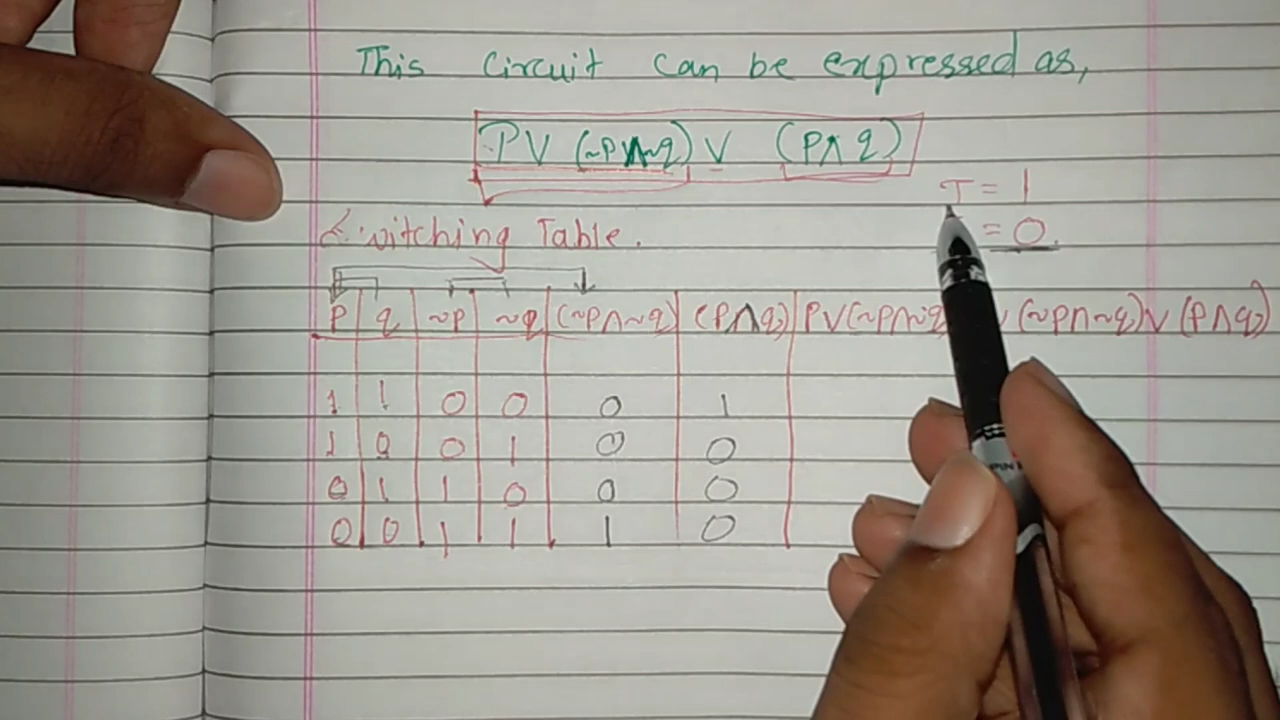 This Circuit can be expressed as,
P∨ (~P∧~q) ∨ (P∧ q)
T = 1
= 0.
Switching Table.
P q ~P ~q (~P∧~q) (P∧q) P∨(~P∧~q ∨ (~P∧~q)∨ (P∧q)
1 1 0 0 0 1
1 0 0 1 0 0
0 1 1 0 0 0
0 0 1 1 1 0